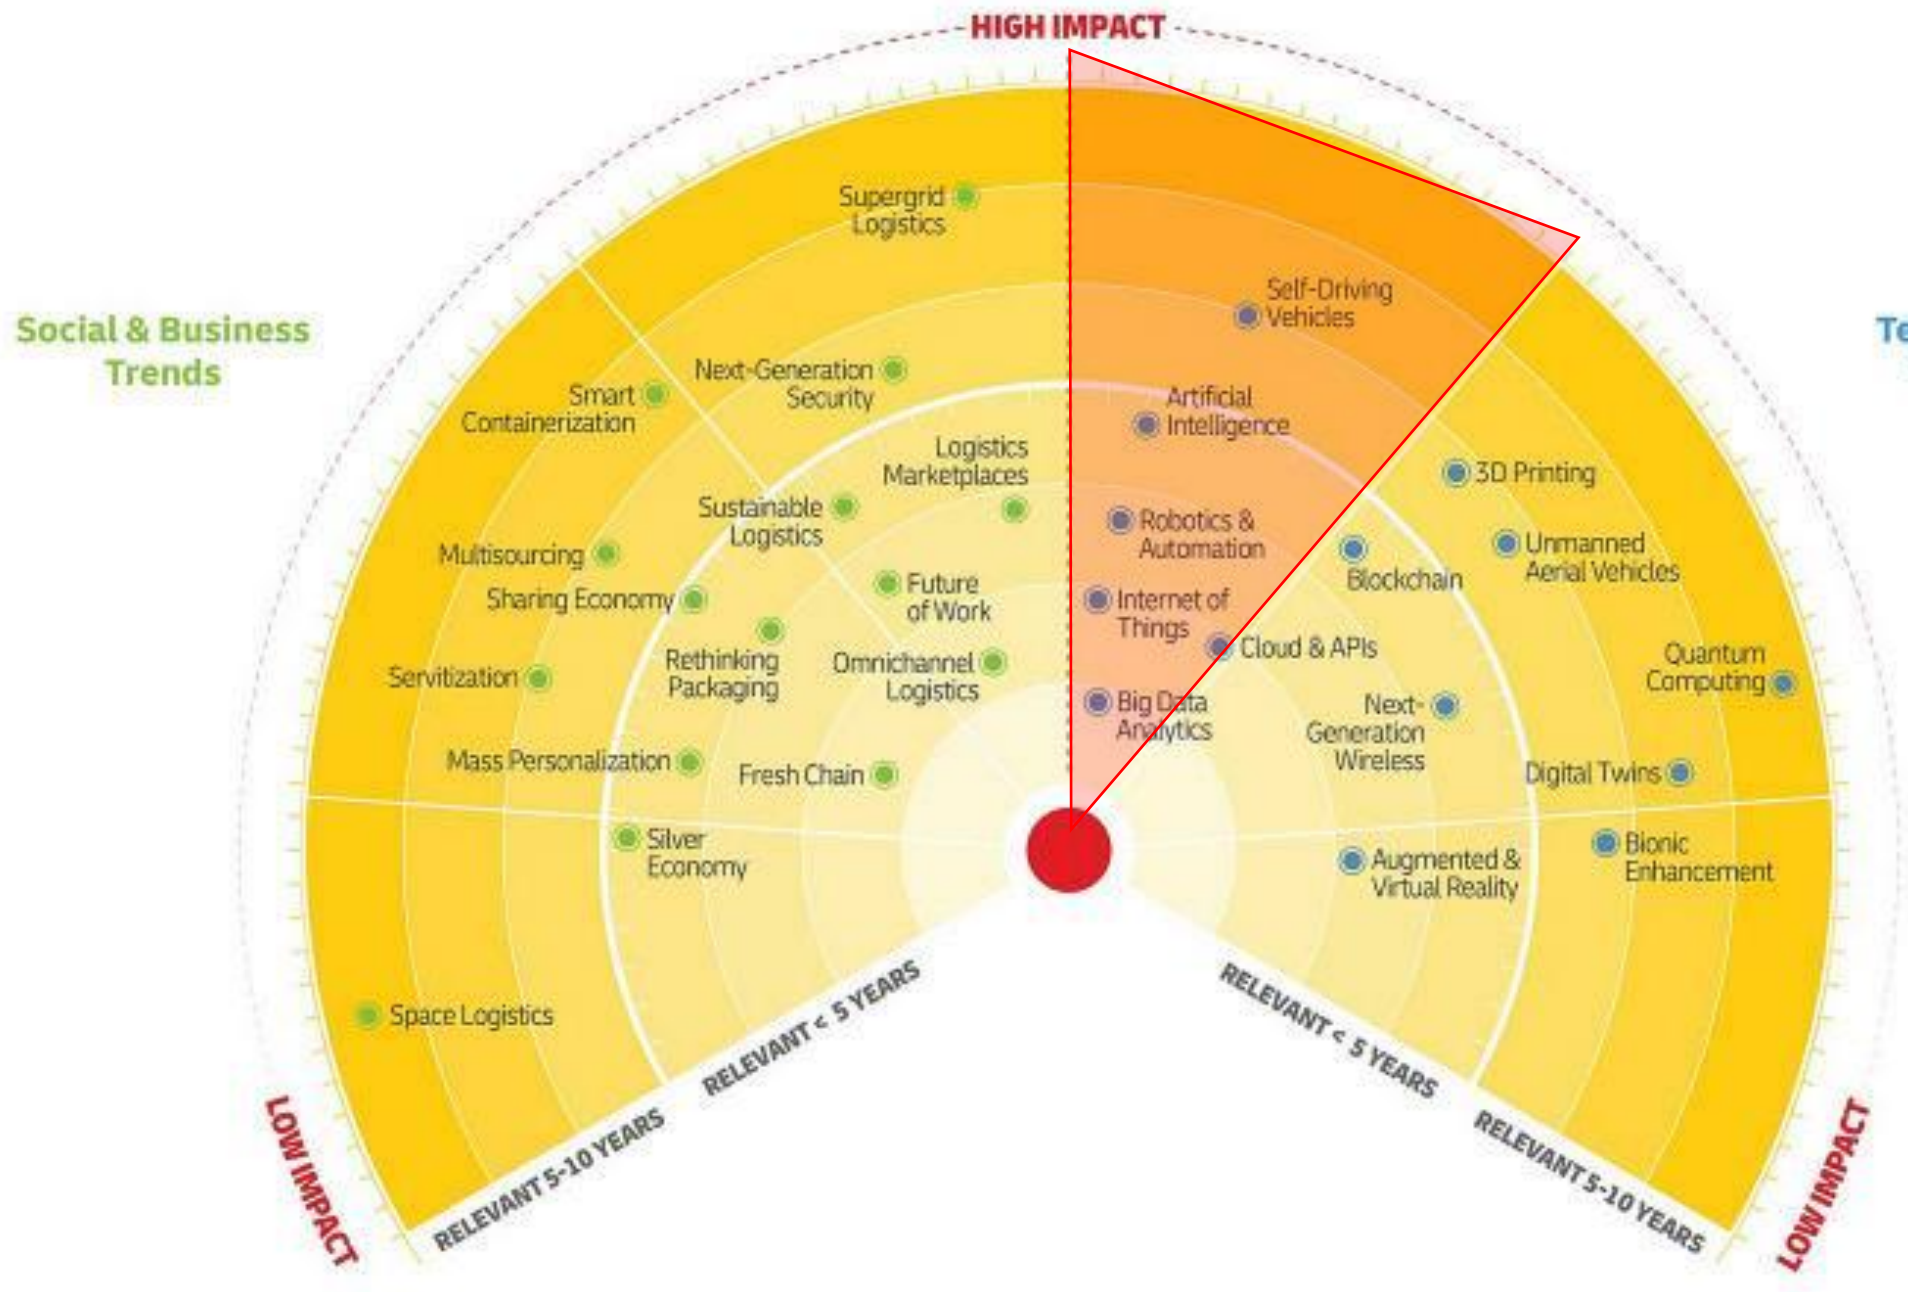 HIGH IMPACT
Social & Business
Trends
Te
Supergrid
Logistics
Self-Driving
Vehicles
Next-Generation
Security
Smart
Containerization
Artificial
Intelligence
Logistics
Marketplaces
3D Printing
Sustainable
Logistics
Robotics &
Automation
Multisourcing
Unmanned
Aerial Vehicles
Blockchain
Sharing Economy
Future
of Work
Internet of
Things
Rethinking
Packaging
Omnichannel
Logistics
Cloud & APIs
Quantum
Computing
Servitization
Big Data
Analytics
Next-
Generation
Wireless
Mass Personalization
Fresh Chain
Digital Twins
Silver
Economy
Augmented &
Virtual Reality
Bionic
Enhancement
Space Logistics
RELEVANT < 5 YEARS
RELEVANT < 5 YEARS
RELEVANT 5-10 YEARS
RELEVANT 5-10 YEARS
LOW IMPACT
LOW IMPACT